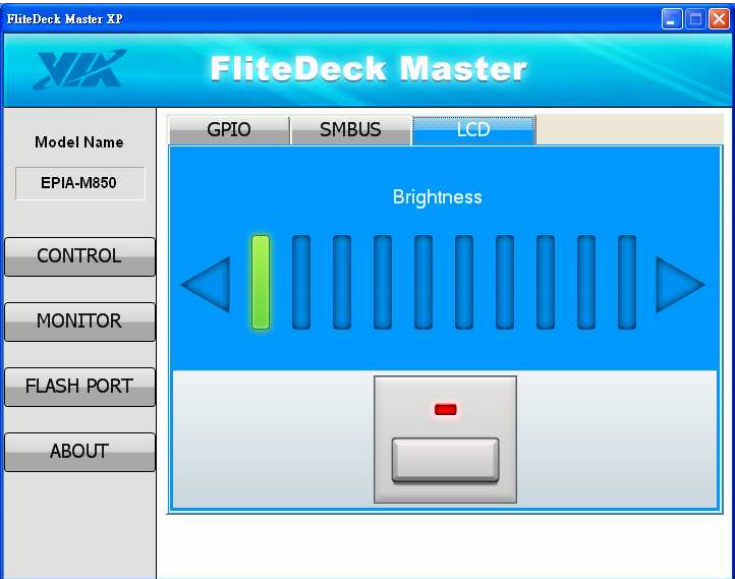 FliteDeck Master XP
VIA
FliteDeck Master
Model Name
EPIA-M850
CONTROL
MONITOR
FLASH PORT
ABOUT
GPIO
SMBUS
LCD
Brightness